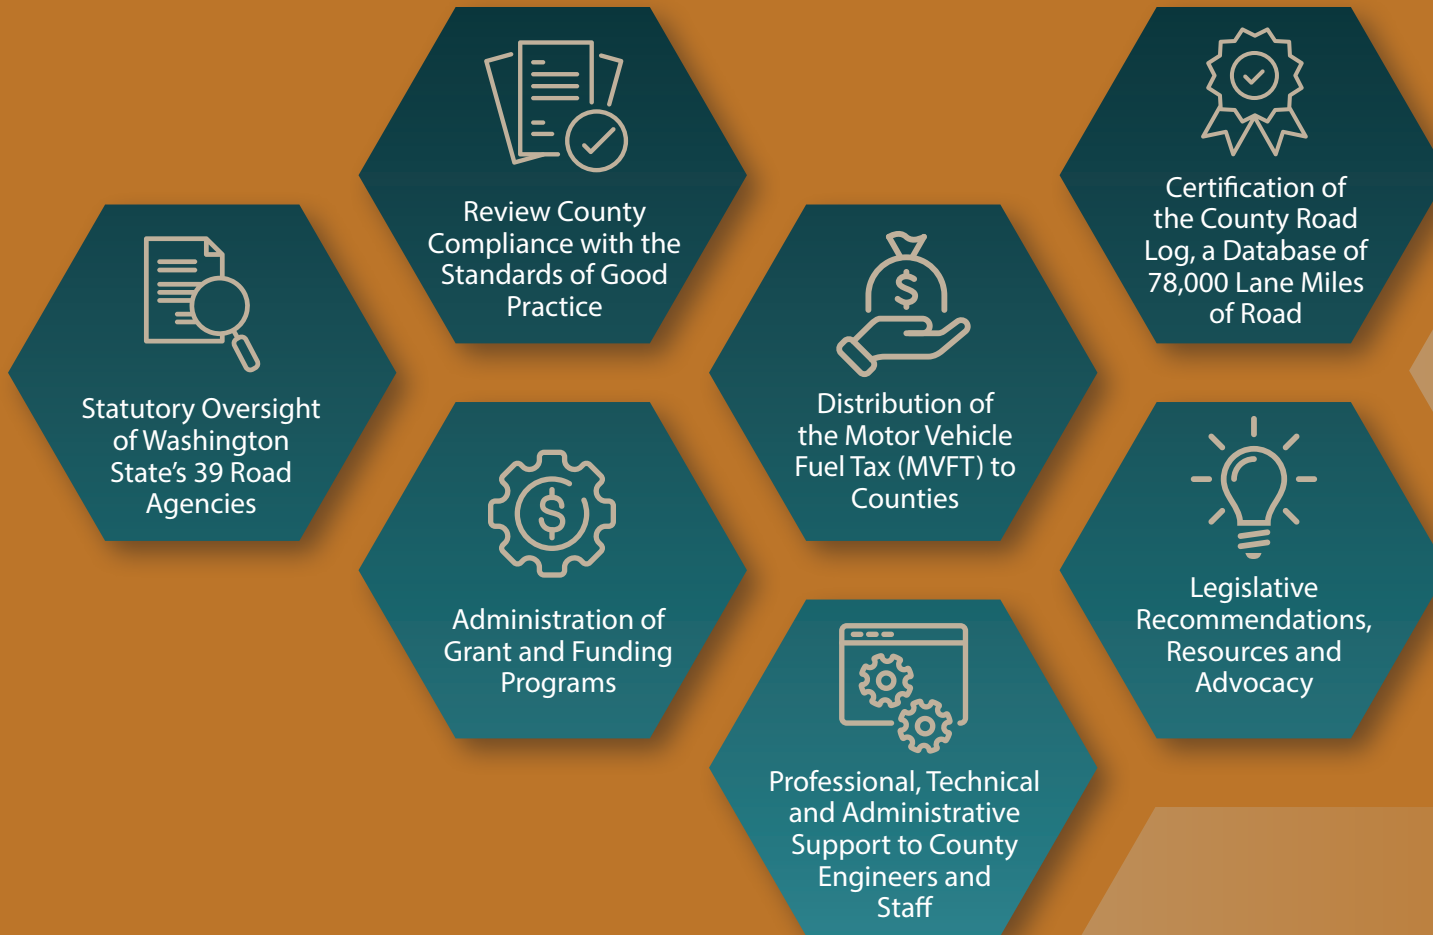 Review County
Compliance with the
Standards of Good
Practice
Certification of
the County Road
Log, a Database of
78,000 Lane Miles
of Road
Statutory Oversight
of Washington
State's 39 Road
Agencies
Distribution of
the Motor Vehicle
Fuel Tax (MVFT) to
Counties
Administration of
Grant and Funding
Programs
Legislative
Recommendations,
Resources and
Advocacy
Professional, Technical
and Administrative
Support to County
Engineers and
Staff